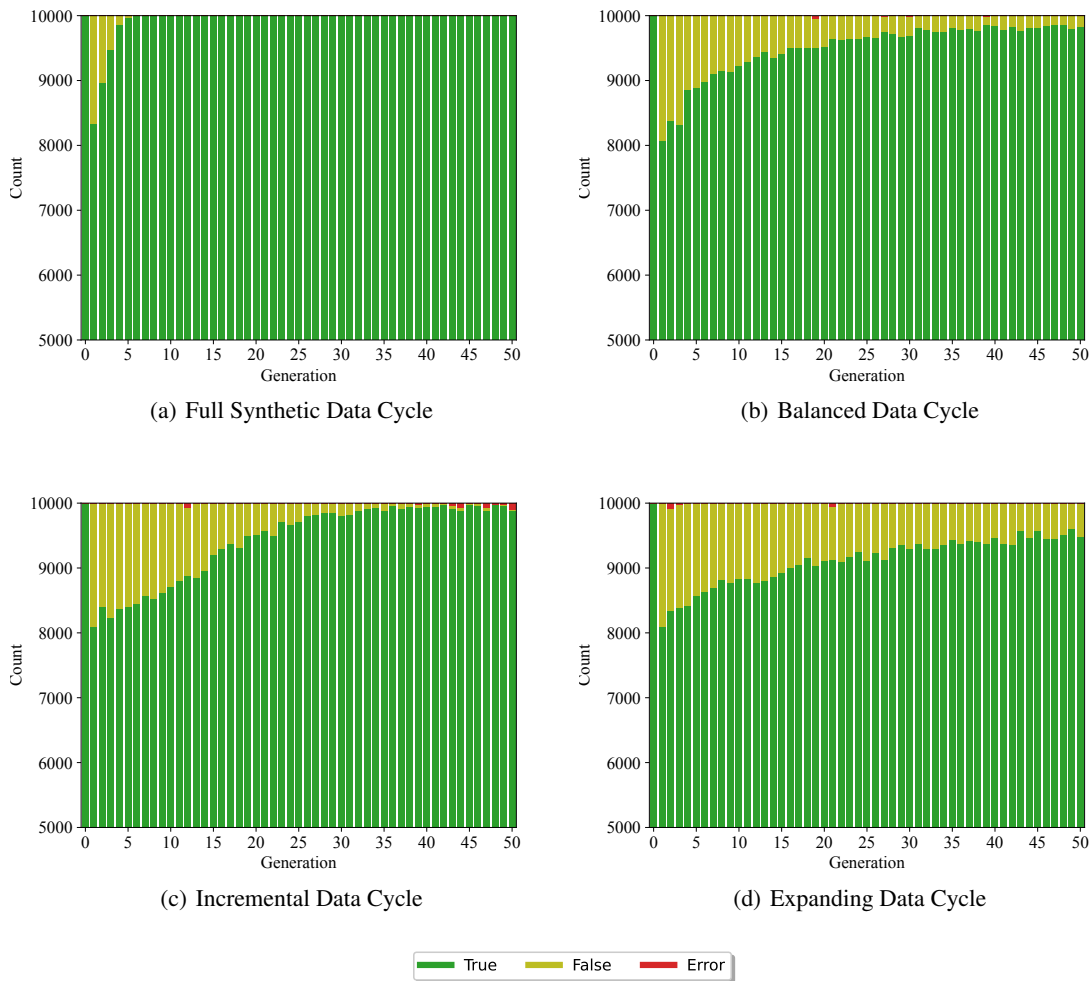 10000
9000
8000
7000
6000
5000
Count
0 5 10 15 20 25 30 35 40 45 50
Generation
(a) Full Synthetic Data Cycle
10000
9000
8000
7000
6000
5000
Count
0 5 10 15 20 25 30 35 40 45 50
Generation
(b) Balanced Data Cycle
10000
9000
8000
7000
6000
5000
Count
0 5 10 15 20 25 30 35 40 45 50
Generation
(c) Incremental Data Cycle
10000
9000
8000
7000
6000
5000
Count
0 5 10 15 20 25 30 35 40 45 50
Generation
(d) Expanding Data Cycle
True False Error